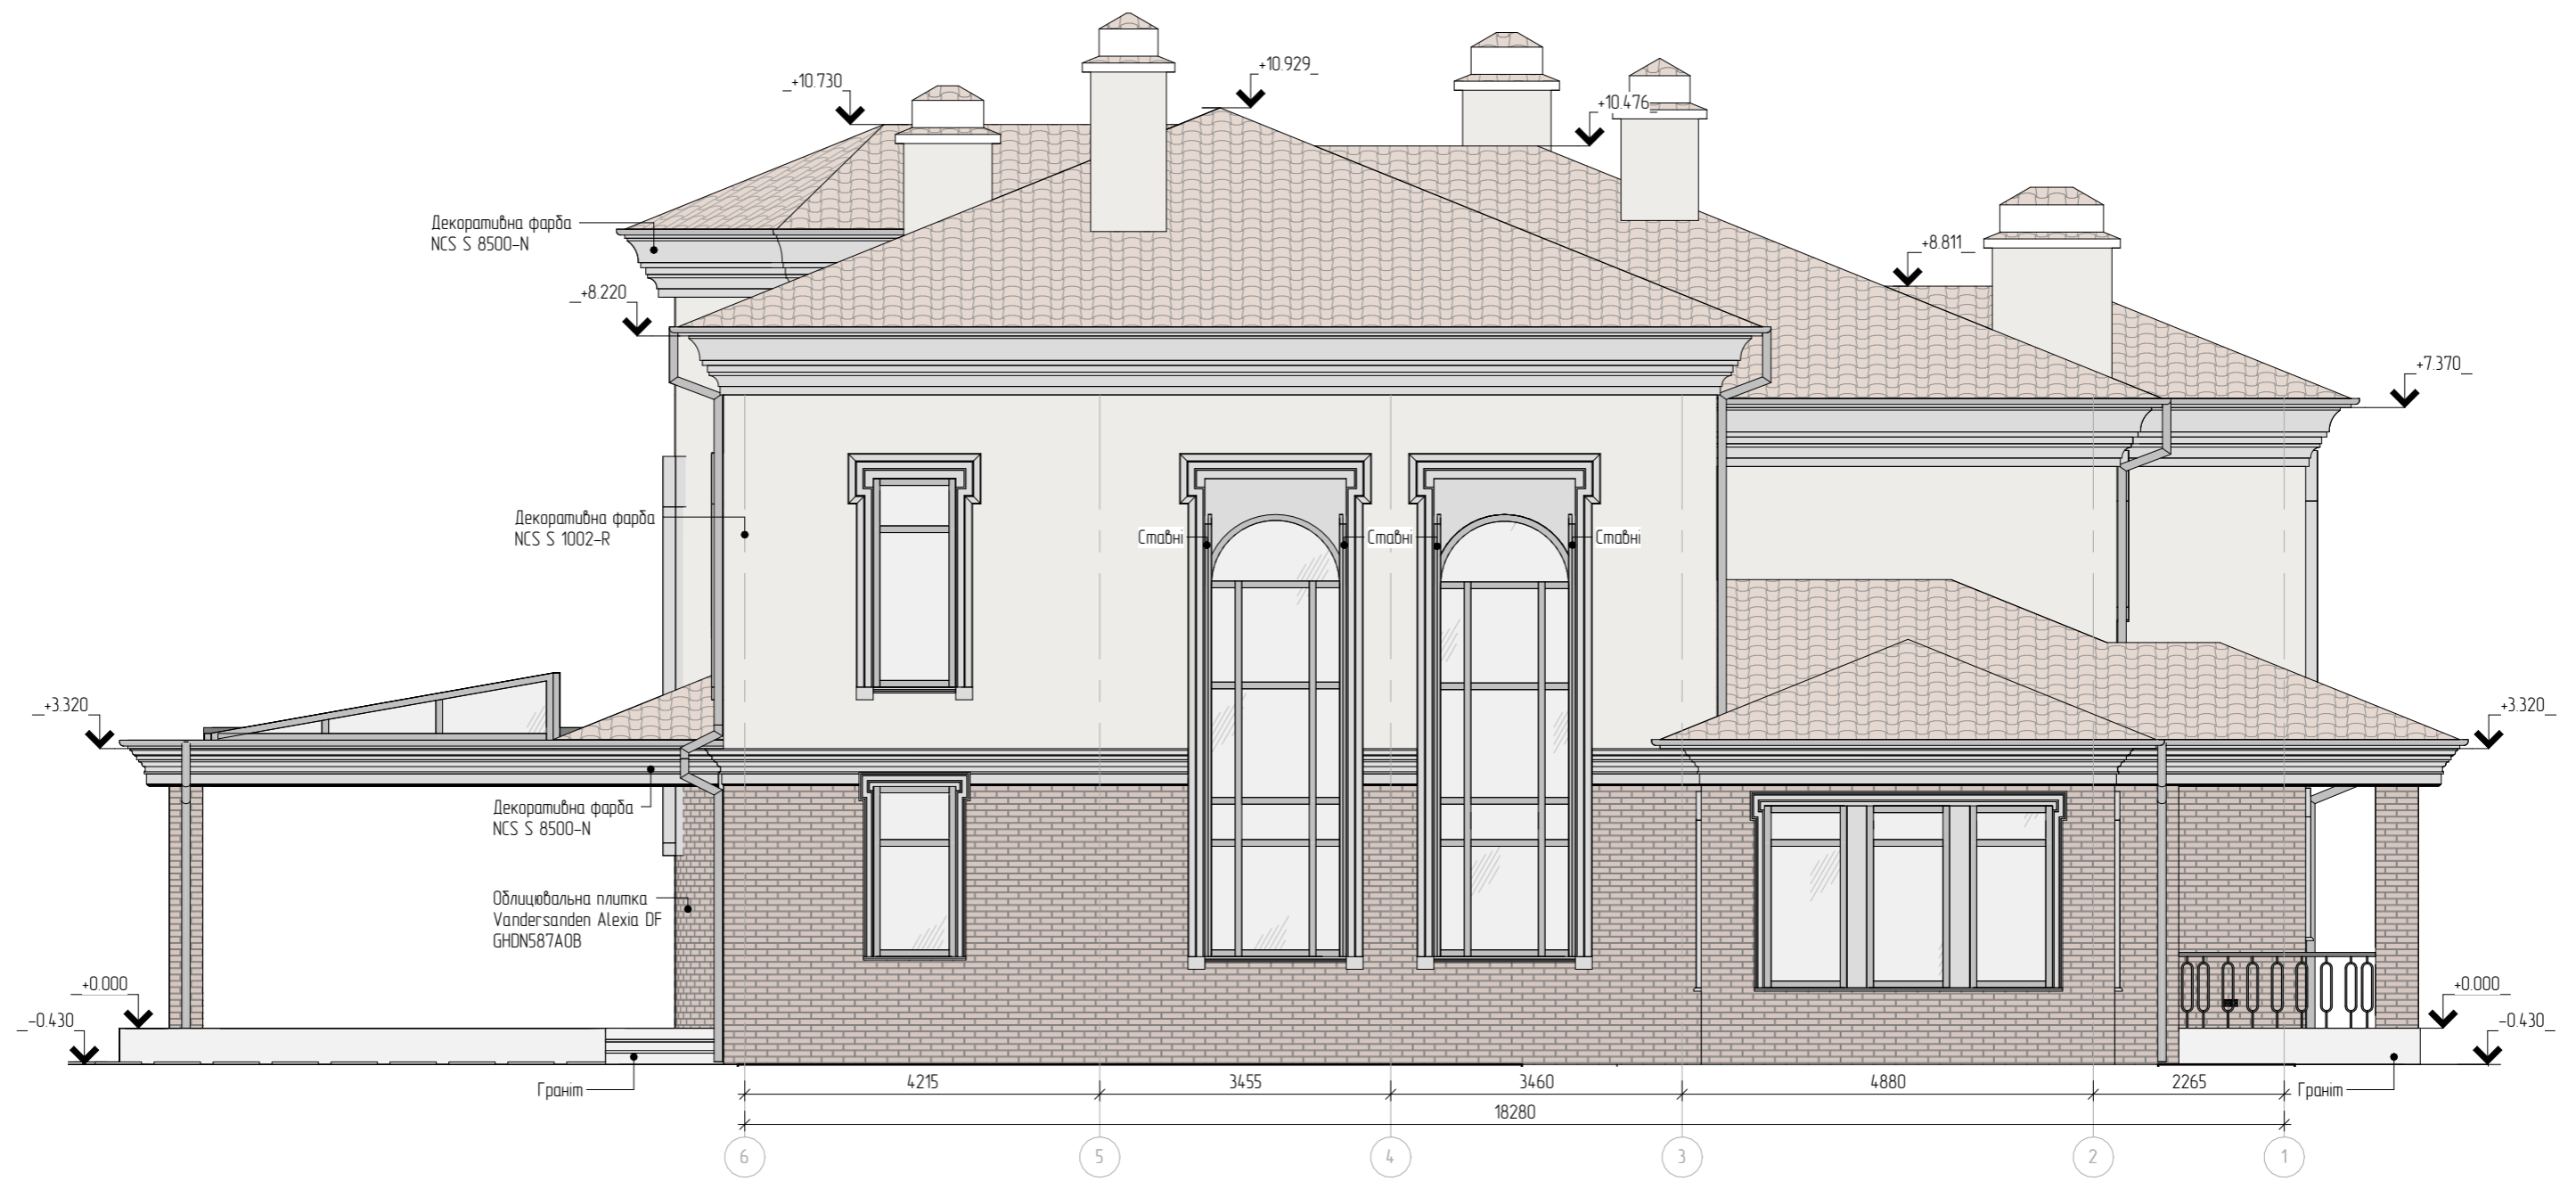 +10.730
+10.929
+10.476
Декоративна фарба
NCS S 8500-N
+8.220
+8.811
+7.370
Декоративна фарба
NCS S 1002-R
Ставні
Ставні
Ставні
+3.320
+3.320
Декоративна фарба
NCS S 8500-N
Облицювальна плитка
Vandersanden Alexia DF
GHDN587A0B
+0.000
-0.430
+0.000
-0.430
Граніт
Граніт
4215
3455
3460
4880
2265
18280
6
5
4
3
2
1